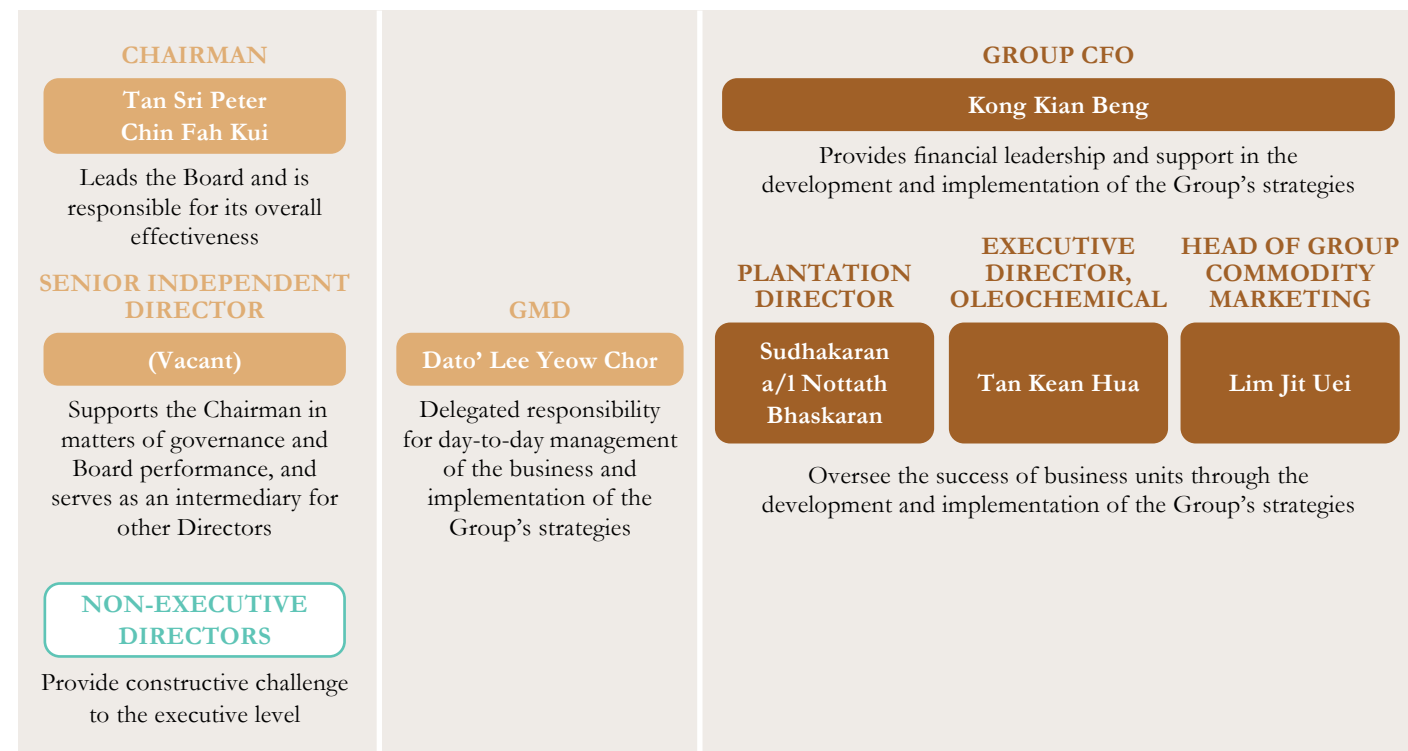 CHAIRMAN
Tan Sri Peter
Chin Fah Kui
Leads the Board and is
responsible for its overall
effectiveness
SENIOR INDEPENDENT
DIRECTOR
(Vacant)
Supports the Chairman in
matters of governance and
Board performance, and
serves as an intermediary for
other Directors
NON-EXECUTIVE
DIRECTORS
Provide constructive challenge
to the executive level
GMD
Dato’ Lee Yeow Chor
Delegated responsibility
for day-to-day management
of the business and
implementation of the
Group’s strategies
GROUP CFO
Kong Kian Beng
Provides financial leadership and support in the
development and implementation of the Group’s strategies
PLANTATION
DIRECTOR
Sudhakaran
a/l Nottath
Bhaskaran
EXECUTIVE
DIRECTOR,
OLEOCHEMICAL
Tan Kean Hua
HEAD OF GROUP
COMMODITY
MARKETING
Lim Jit Uei
Oversee the success of business units through the
development and implementation of the Group’s strategies